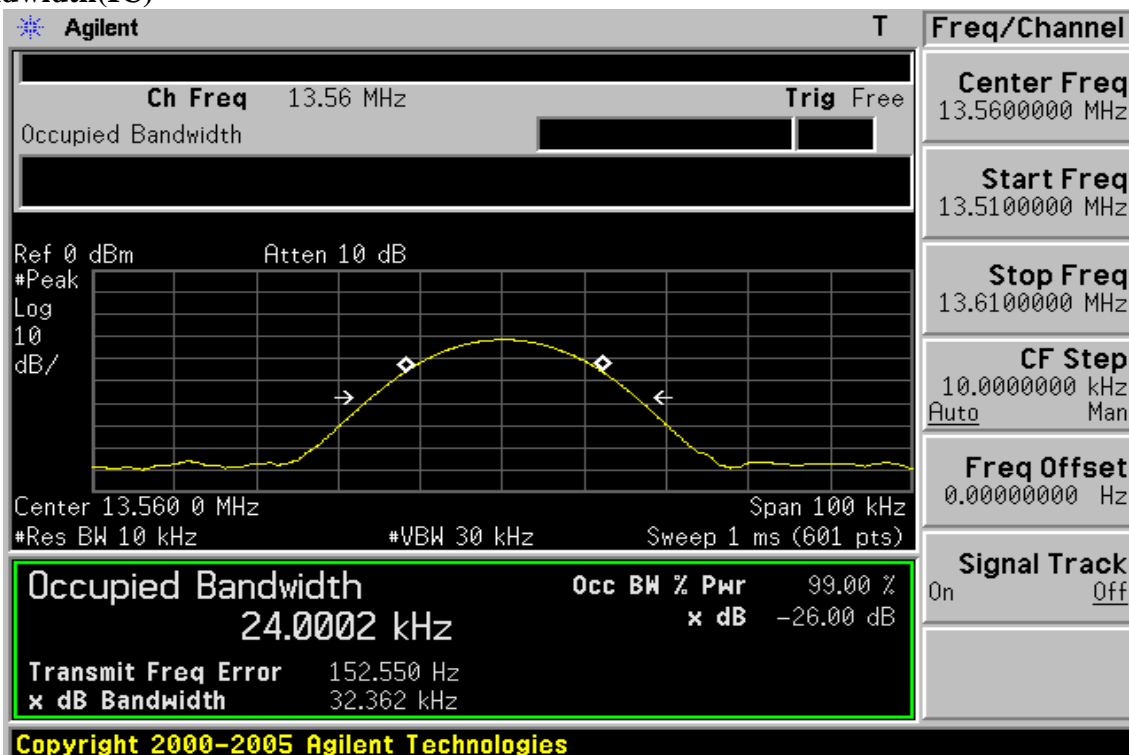 Agilent T Freq/Channel
Ch Freq 13.56 MHz Trig Free
Occupied Bandwidth
Center Freq
13.5600000 MHz
Start Freq
13.5100000 MHz
Stop Freq
13.6100000 MHz
CF Step
10.0000000 kHz
Auto Man
Freq Offset
0.00000000 Hz
Signal Track
On Off
Ref 0 dBm Atten 10 dB
#Peak
Log
10
dB/
Center 13.560 0 MHz Span 100 kHz
#Res BW 10 kHz #VBW 30 kHz Sweep 1 ms (601 pts)
Occupied Bandwidth Occ BW % Pwr 99.00 %
24.0002 kHz x dB -26.00 dB
Transmit Freq Error 152.550 Hz
x dB Bandwidth 32.362 kHz
Copyright 2000-2005 Agilent Technologies